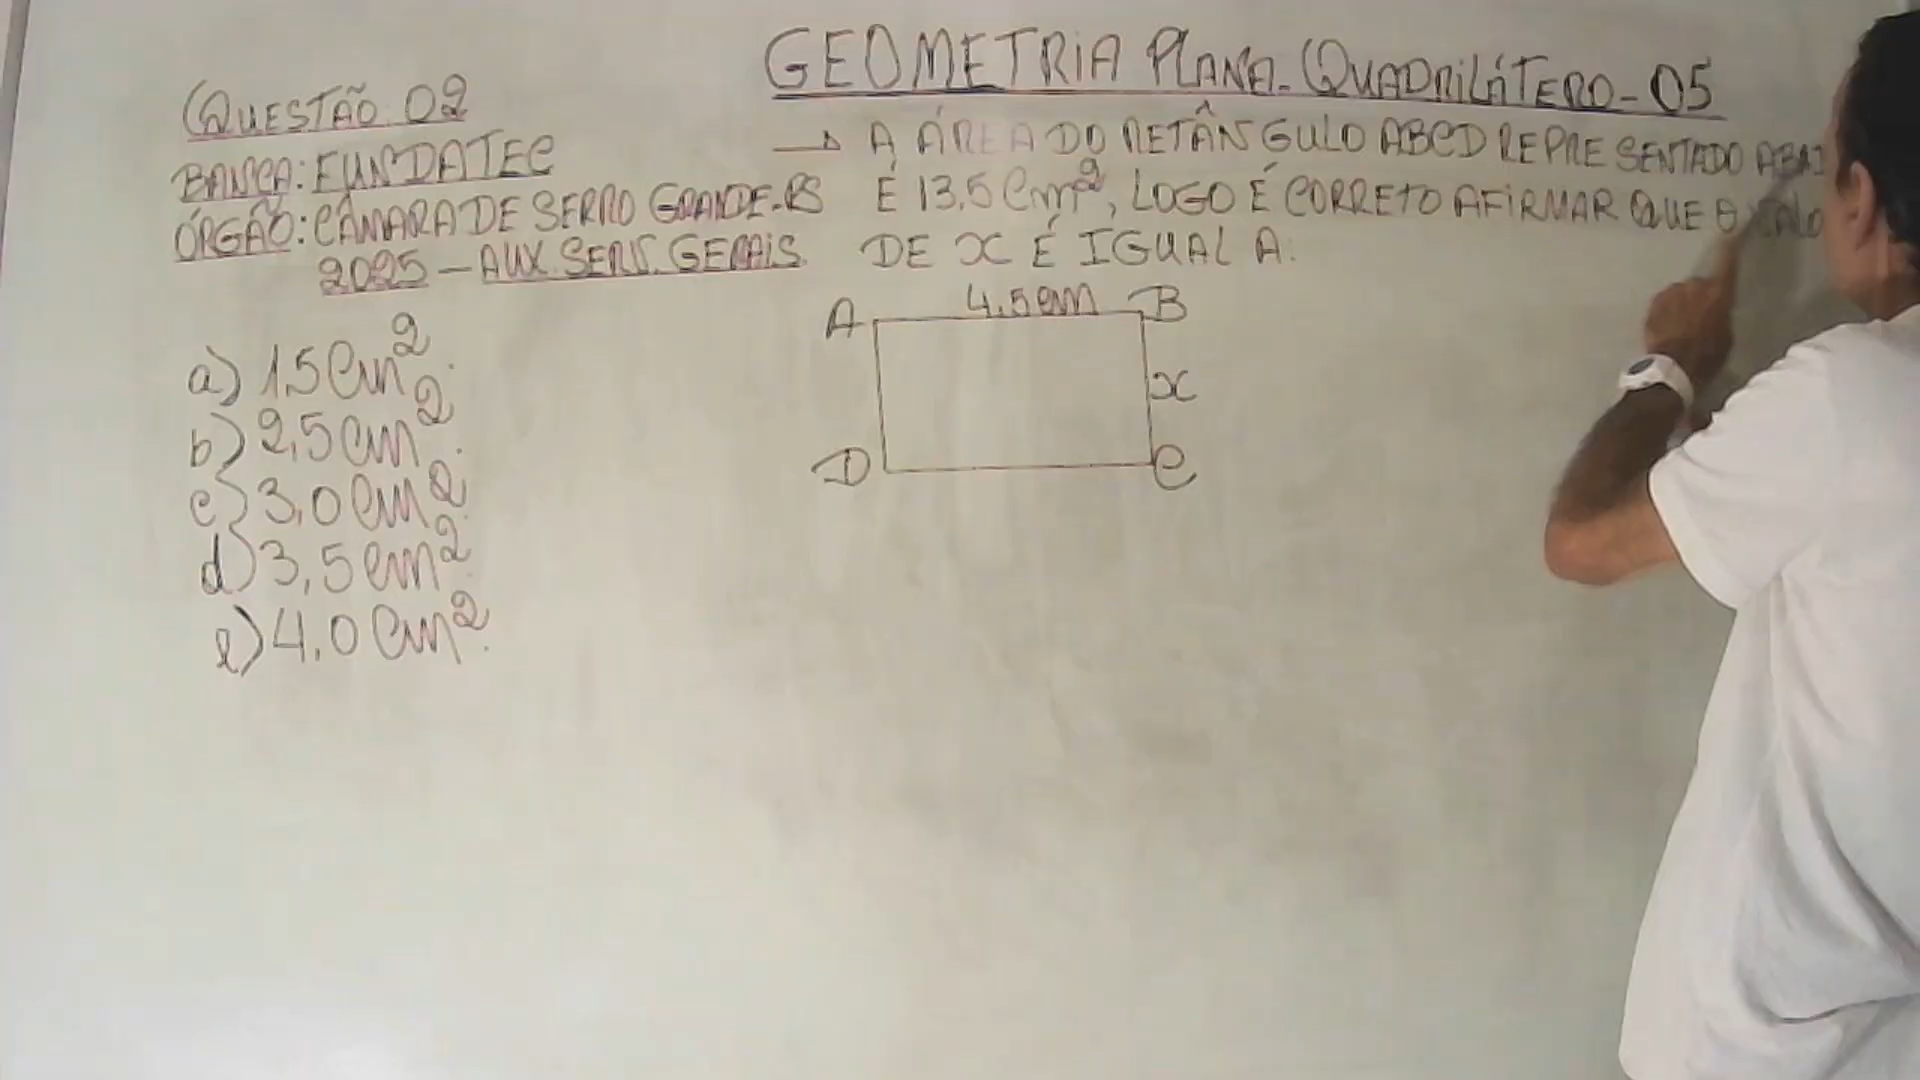 GEOMETRIA PLANA - QUADRILÁTERO - 05
QUESTÃO 02
BANCA: FUNDATEC
ÓRGÃO: CÂMARA DE SERRO GRANDE-RS
2025 - AUX. SERV. GERAIS
→ A ÁREA DO RETÂNGULO ABCD REPRESENTADO
É 13,5 cm², LOGO É CORRETO AFIRMAR QUE O
DE x É IGUAL A:
A 4,5 cm B
x
D C
a) 1,5 cm².
b) 2,5 cm².
c) 3,0 cm².
d) 3,5 cm².
e) 4,0 cm².